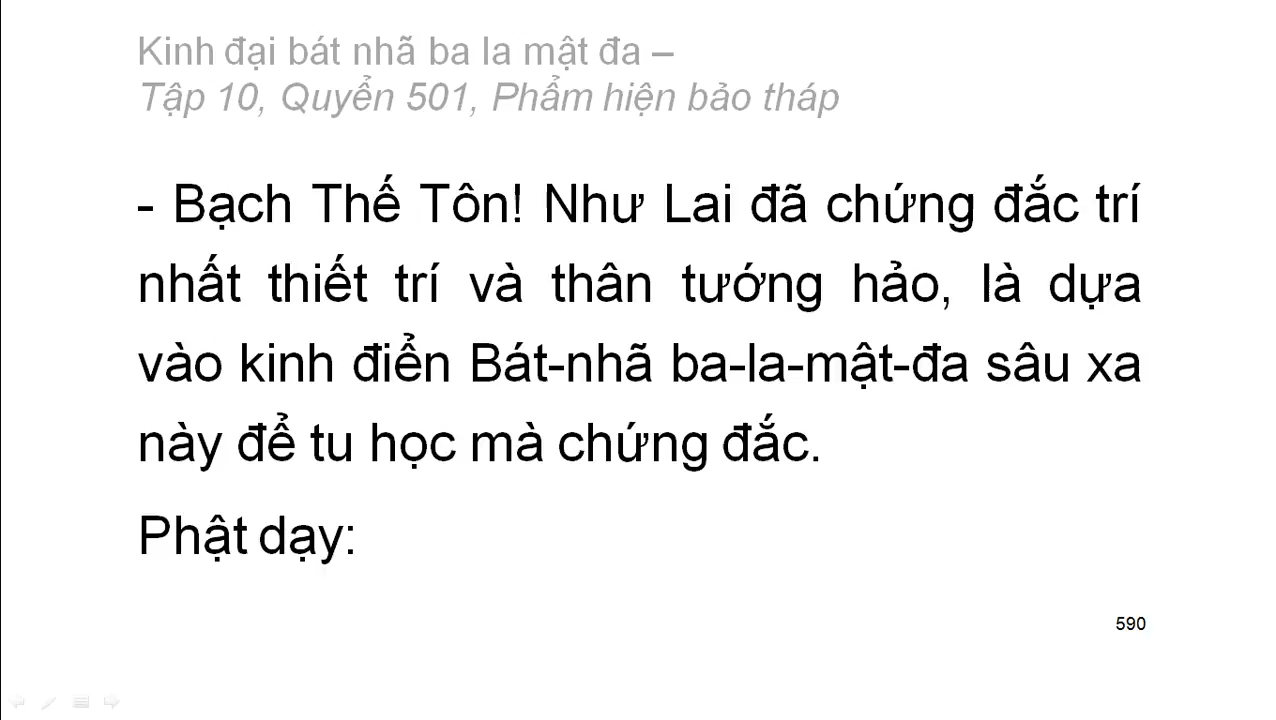 Kinh đại bát nhã ba la mật đa –
Tập 10, Quyển 501, Phẩm hiện bảo tháp
- Bạch Thế Tôn! Như Lai đã chứng đắc trí
nhất thiết trí và thân tướng hảo, là dựa
vào kinh điển Bát-nhã ba-la-mật-đa sâu xa
này để tu học mà chứng đắc.
Phật dạy:
590